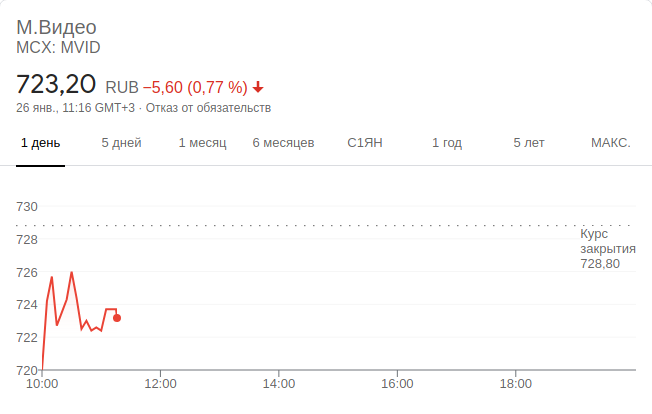 М.Видео
MCX: MVID
723,20 RUB −5,60 (0,77 %)
26 янв., 11:16 GMT+3 · Отказ от обязательств
1 день 5 дней 1 месяц 6 месяцев С1ЯН 1 год 5 лет МАКС.
730
728
726
724
722
720
Курс
закрытия
728,80
10:00 12:00 14:00 16:00 18:00